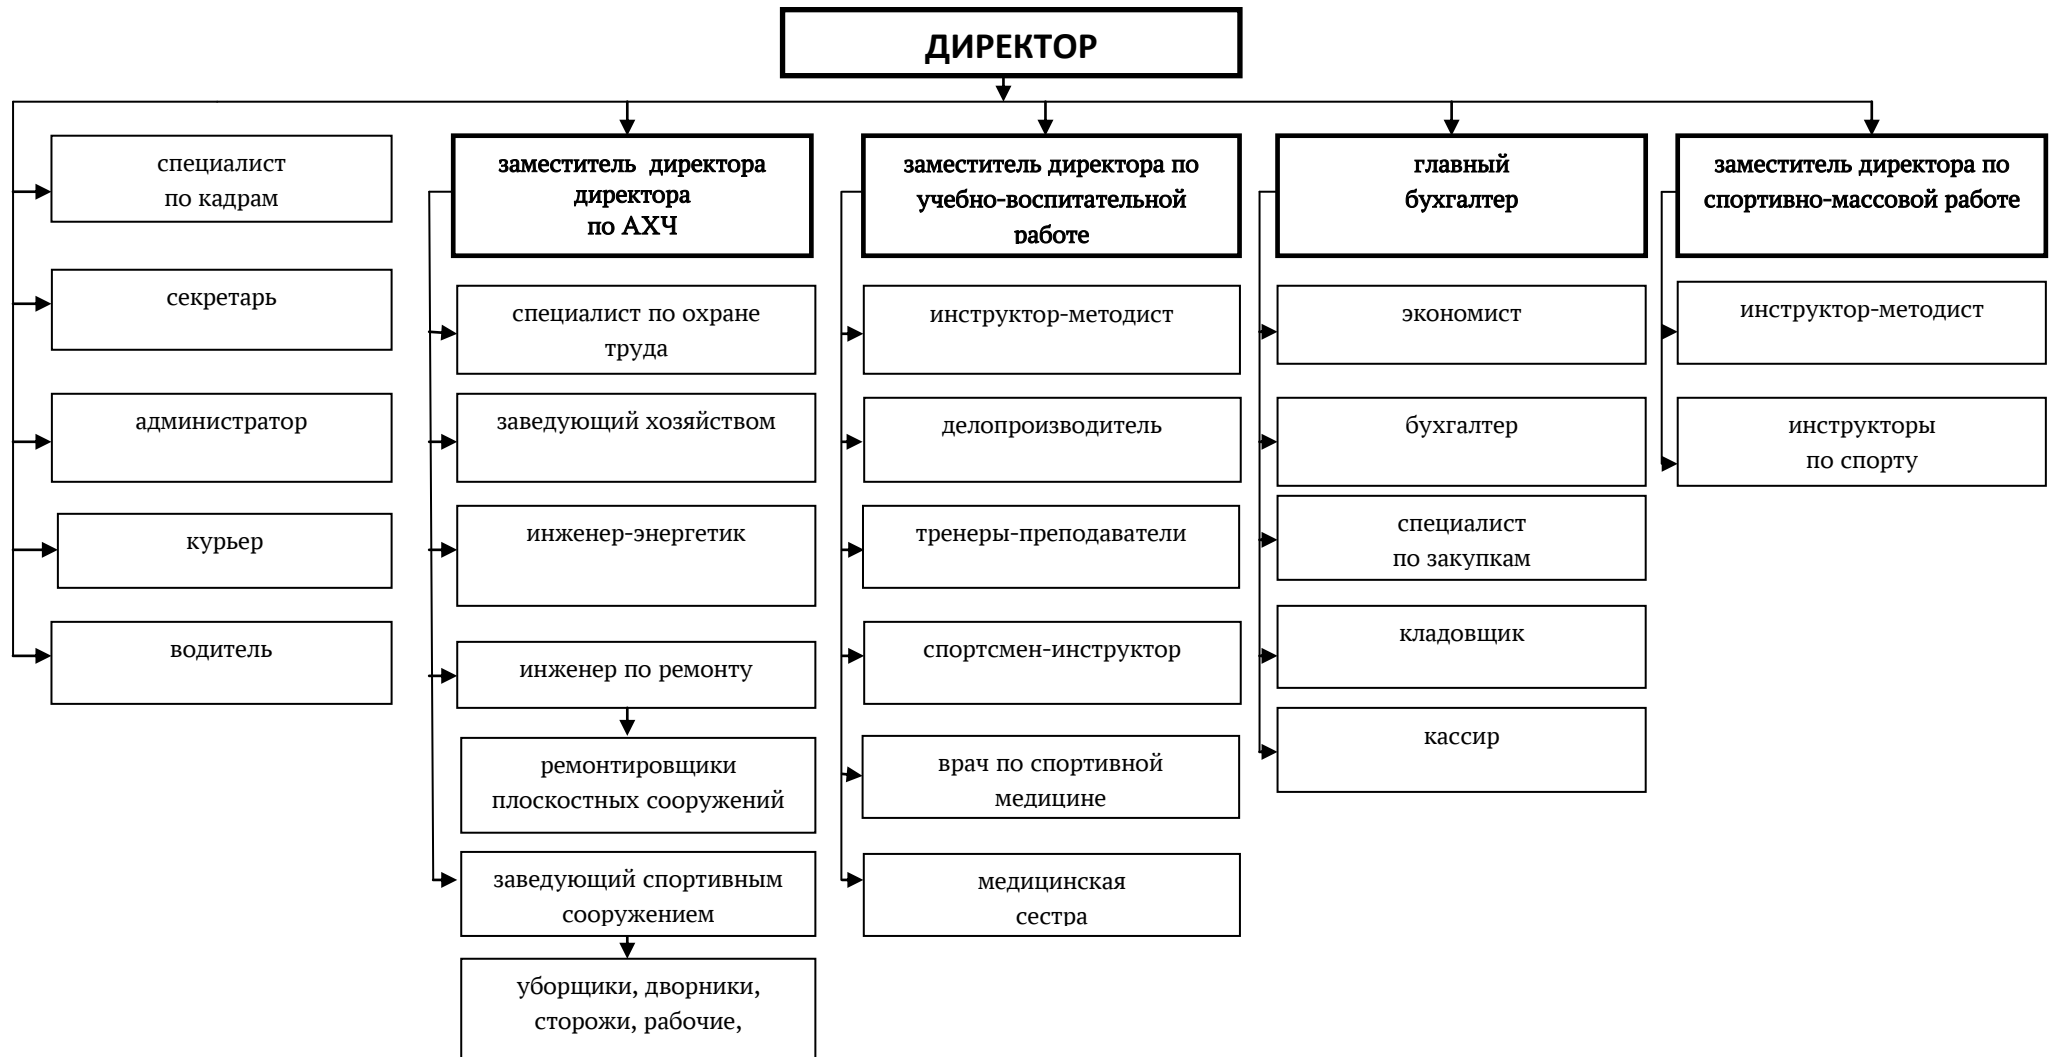 ДИРЕКТОР
специалист
по кадрам
секретарь
администратор
курьер
водитель
заместитель директора
директора
по АХЧ
специалист по охране
труда
заведующий хозяйством
инженер-энергетик
инженер по ремонту
ремонтировщики
плоскостных сооружений
заведующий спортивным
сооружением
уборщики, дворники,
сторожи, рабочие,
заместитель директора по
учебно-воспитательной
работе
инструктор-методист
делопроизводитель
тренеры-преподаватели
спортсмен-инструктор
врач по спортивной
медицине
медицинская
сестра
главный
бухгалтер
экономист
бухгалтер
специалист
по закупкам
кладовщик
кассир
заместитель директора по
спортивно-массовой работе
инструктор-методист
инструкторы
по спорту